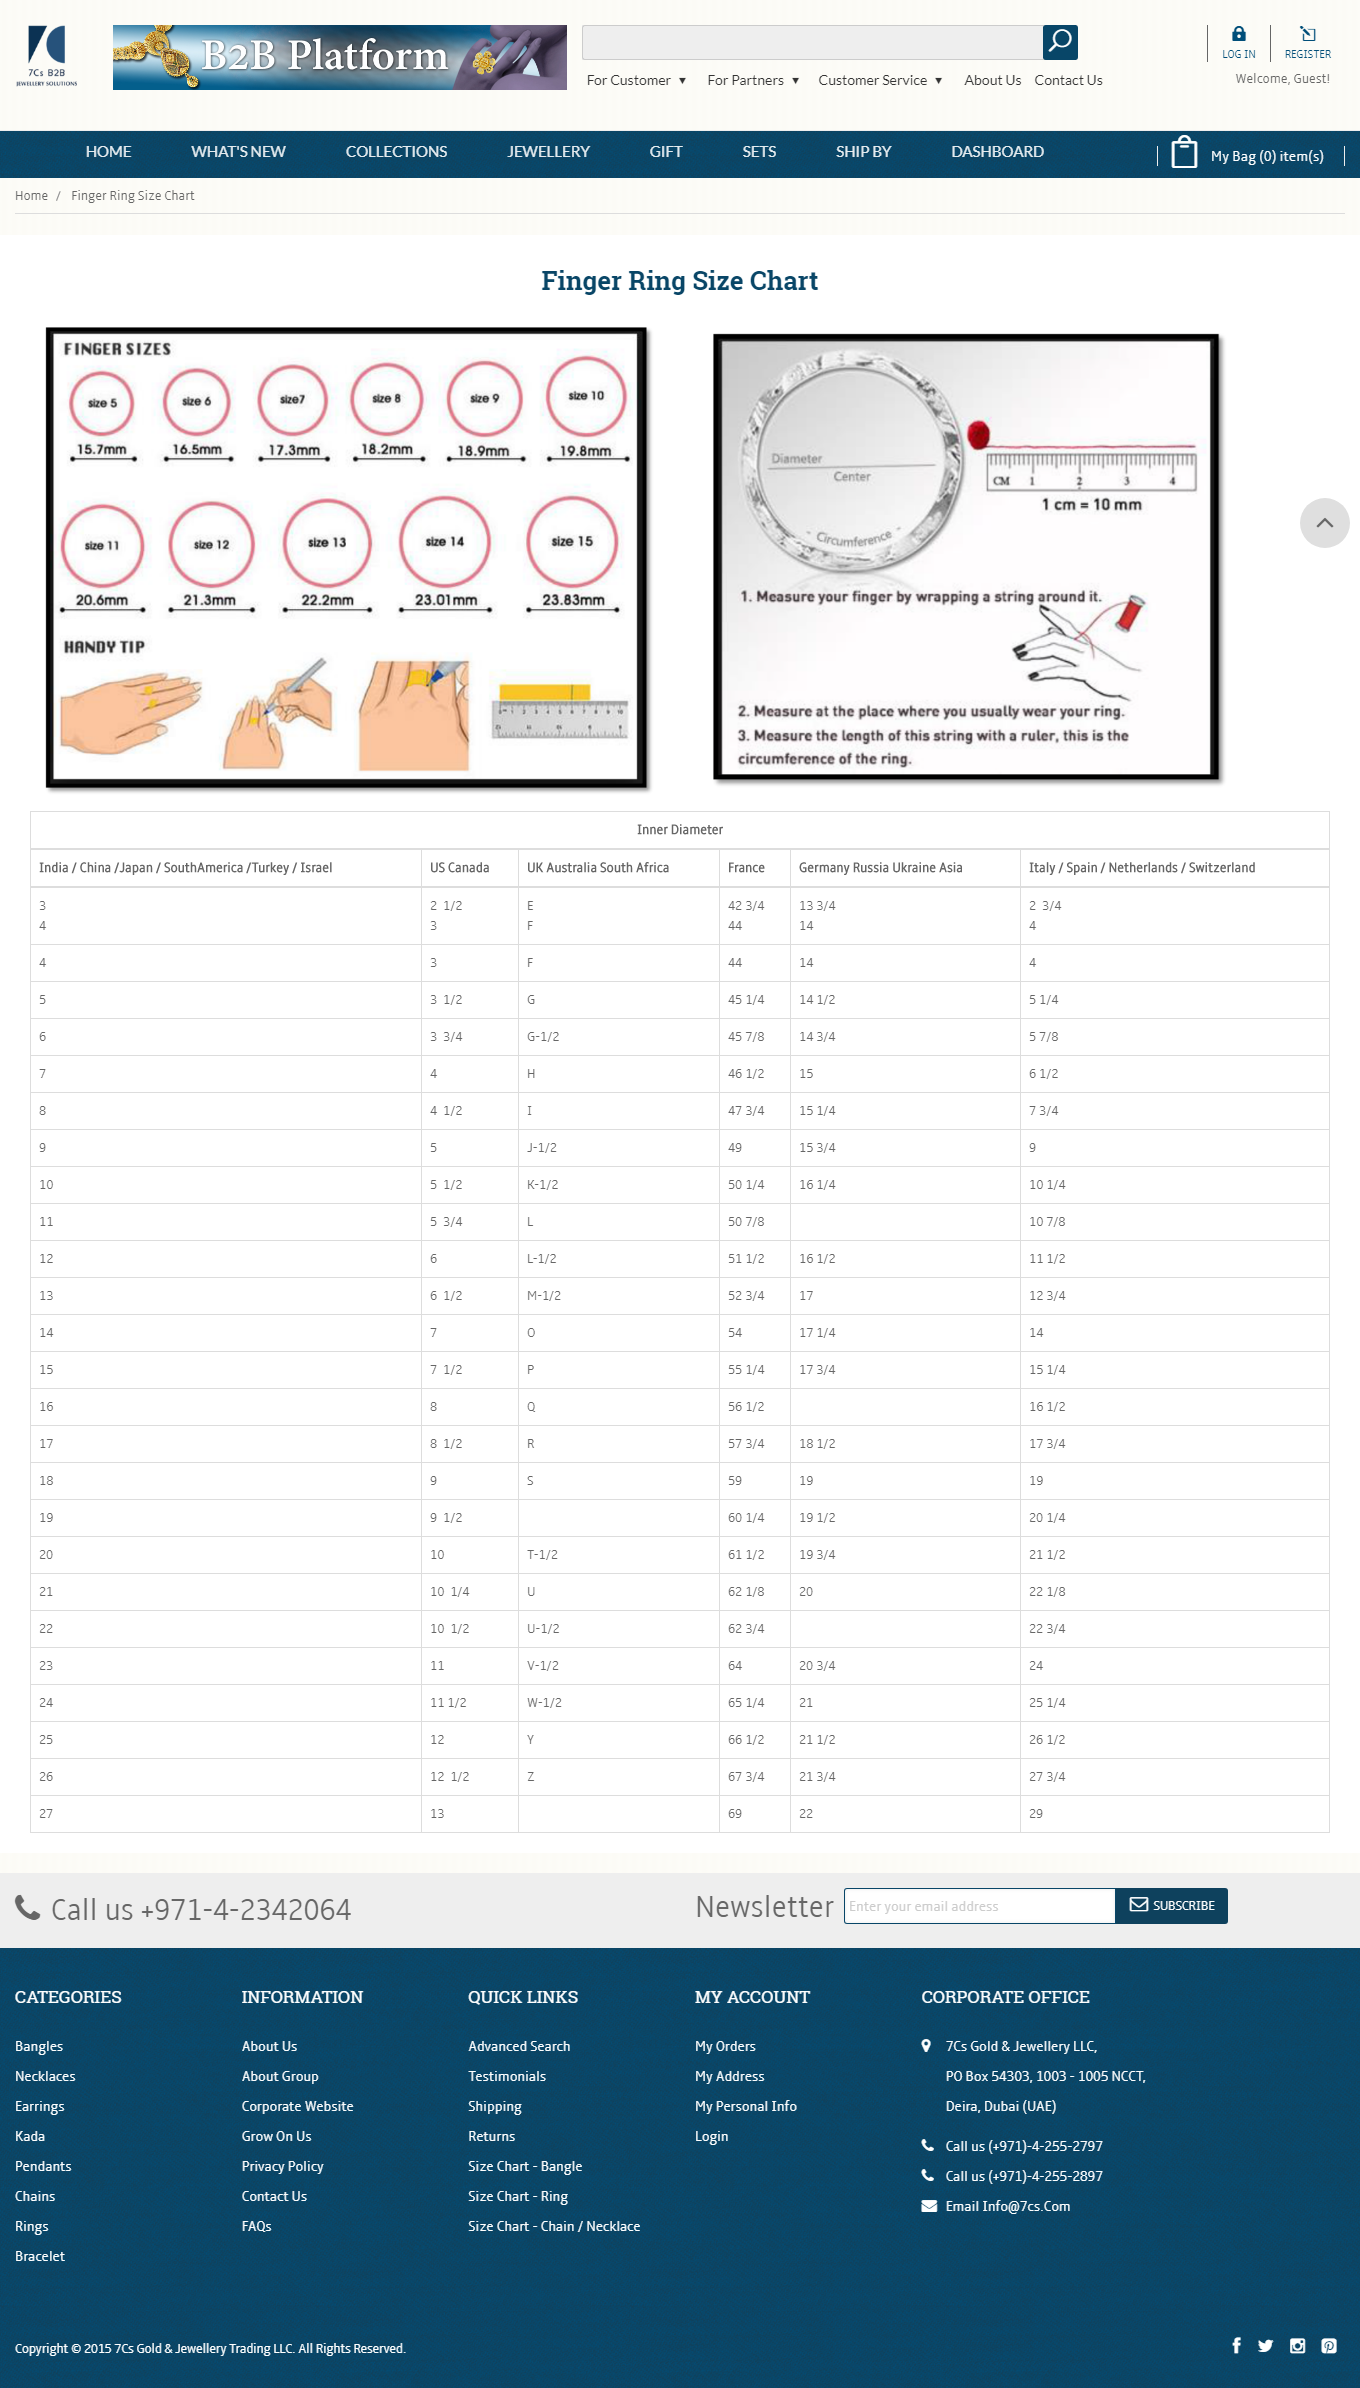 7Cs B2B
JEWELLERY SOLUTIONS
B2B Platform
For Customer ▼ For Partners ▼ Customer Service ▼ About Us Contact Us
LOG IN REGISTER
Welcome, Guest!
HOME WHAT'S NEW COLLECTIONS JEWELLERY GIFT SETS SHIP BY DASHBOARD My Bag (0) item(s)
Home / Finger Ring Size Chart
Finger Ring Size Chart
FINGER SIZES
size 5 size 6 size7 size 8 size 9 size 10
15.7mm 16.5mm 17.3mm 18.2mm 18.9mm 19.8mm
size 11 size 12 size 13 size 14 size 15
20.6mm 21.3mm 22.2mm 23.01mm 23.83mm
HANDY TIP
Diameter
Center
Circumference
CM 1 2 3 4
1 cm = 10 mm
1. Measure your finger by wrapping a string around it.
2. Measure at the place where you usually wear your ring.
3. Measure the length of this string with a ruler, this is the
circumference of the ring.
Inner Diameter
India / China /Japan / SouthAmerica /Turkey / Israel US Canada UK Australia South Africa France Germany Russia Ukraine Asia Italy / Spain / Netherlands / Switzerland
3 2 1/2 E 42 3/4 13 3/4 2 3/4
4 3 F 44 14 4
4 3 F 44 14 4
5 3 1/2 G 45 1/4 14 1/2 5 1/4
6 3 3/4 G-1/2 45 7/8 14 3/4 5 7/8
7 4 H 46 1/2 15 6 1/2
8 4 1/2 I 47 3/4 15 1/4 7 3/4
9 5 J-1/2 49 15 3/4 9
10 5 1/2 K-1/2 50 1/4 16 1/4 10 1/4
11 5 3/4 L 50 7/8 10 7/8
12 6 L-1/2 51 1/2 16 1/2 11 1/2
13 6 1/2 M-1/2 52 3/4 17 12 3/4
14 7 O 54 17 1/4 14
15 7 1/2 P 55 1/4 17 3/4 15 1/4
16 8 Q 56 1/2 16 1/2
17 8 1/2 R 57 3/4 18 1/2 17 3/4
18 9 S 59 19 19
19 9 1/2 60 1/4 19 1/2 20 1/4
20 10 T-1/2 61 1/2 19 3/4 21 1/2
21 10 1/4 U 62 1/8 20 22 1/8
22 10 1/2 U-1/2 62 3/4 22 3/4
23 11 V-1/2 64 20 3/4 24
24 11 1/2 W-1/2 65 1/4 21 25 1/4
25 12 Y 66 1/2 21 1/2 26 1/2
26 12 1/2 Z 67 3/4 21 3/4 27 3/4
27 13 69 22 29
Call us +971-4-2342064 Newsletter Enter your email address SUBSCRIBE
CATEGORIES
Bangles
Necklaces
Earrings
Kada
Pendants
Chains
Rings
Bracelet
INFORMATION
About Us
About Group
Corporate Website
Grow On Us
Privacy Policy
Contact Us
FAQs
QUICK LINKS
Advanced Search
Testimonials
Shipping
Returns
Size Chart - Bangle
Size Chart - Ring
Size Chart - Chain / Necklace
MY ACCOUNT
My Orders
My Address
My Personal Info
Login
CORPORATE OFFICE
7Cs Gold & Jewellery LLC,
PO Box 54303, 1003 - 1005 NCCT,
Deira, Dubai (UAE)
Call us (+971)-4-255-2797
Call us (+971)-4-255-2897
Email Info@7cs.Com
Copyright © 2015 7Cs Gold & Jewellery Trading LLC. All Rights Reserved.